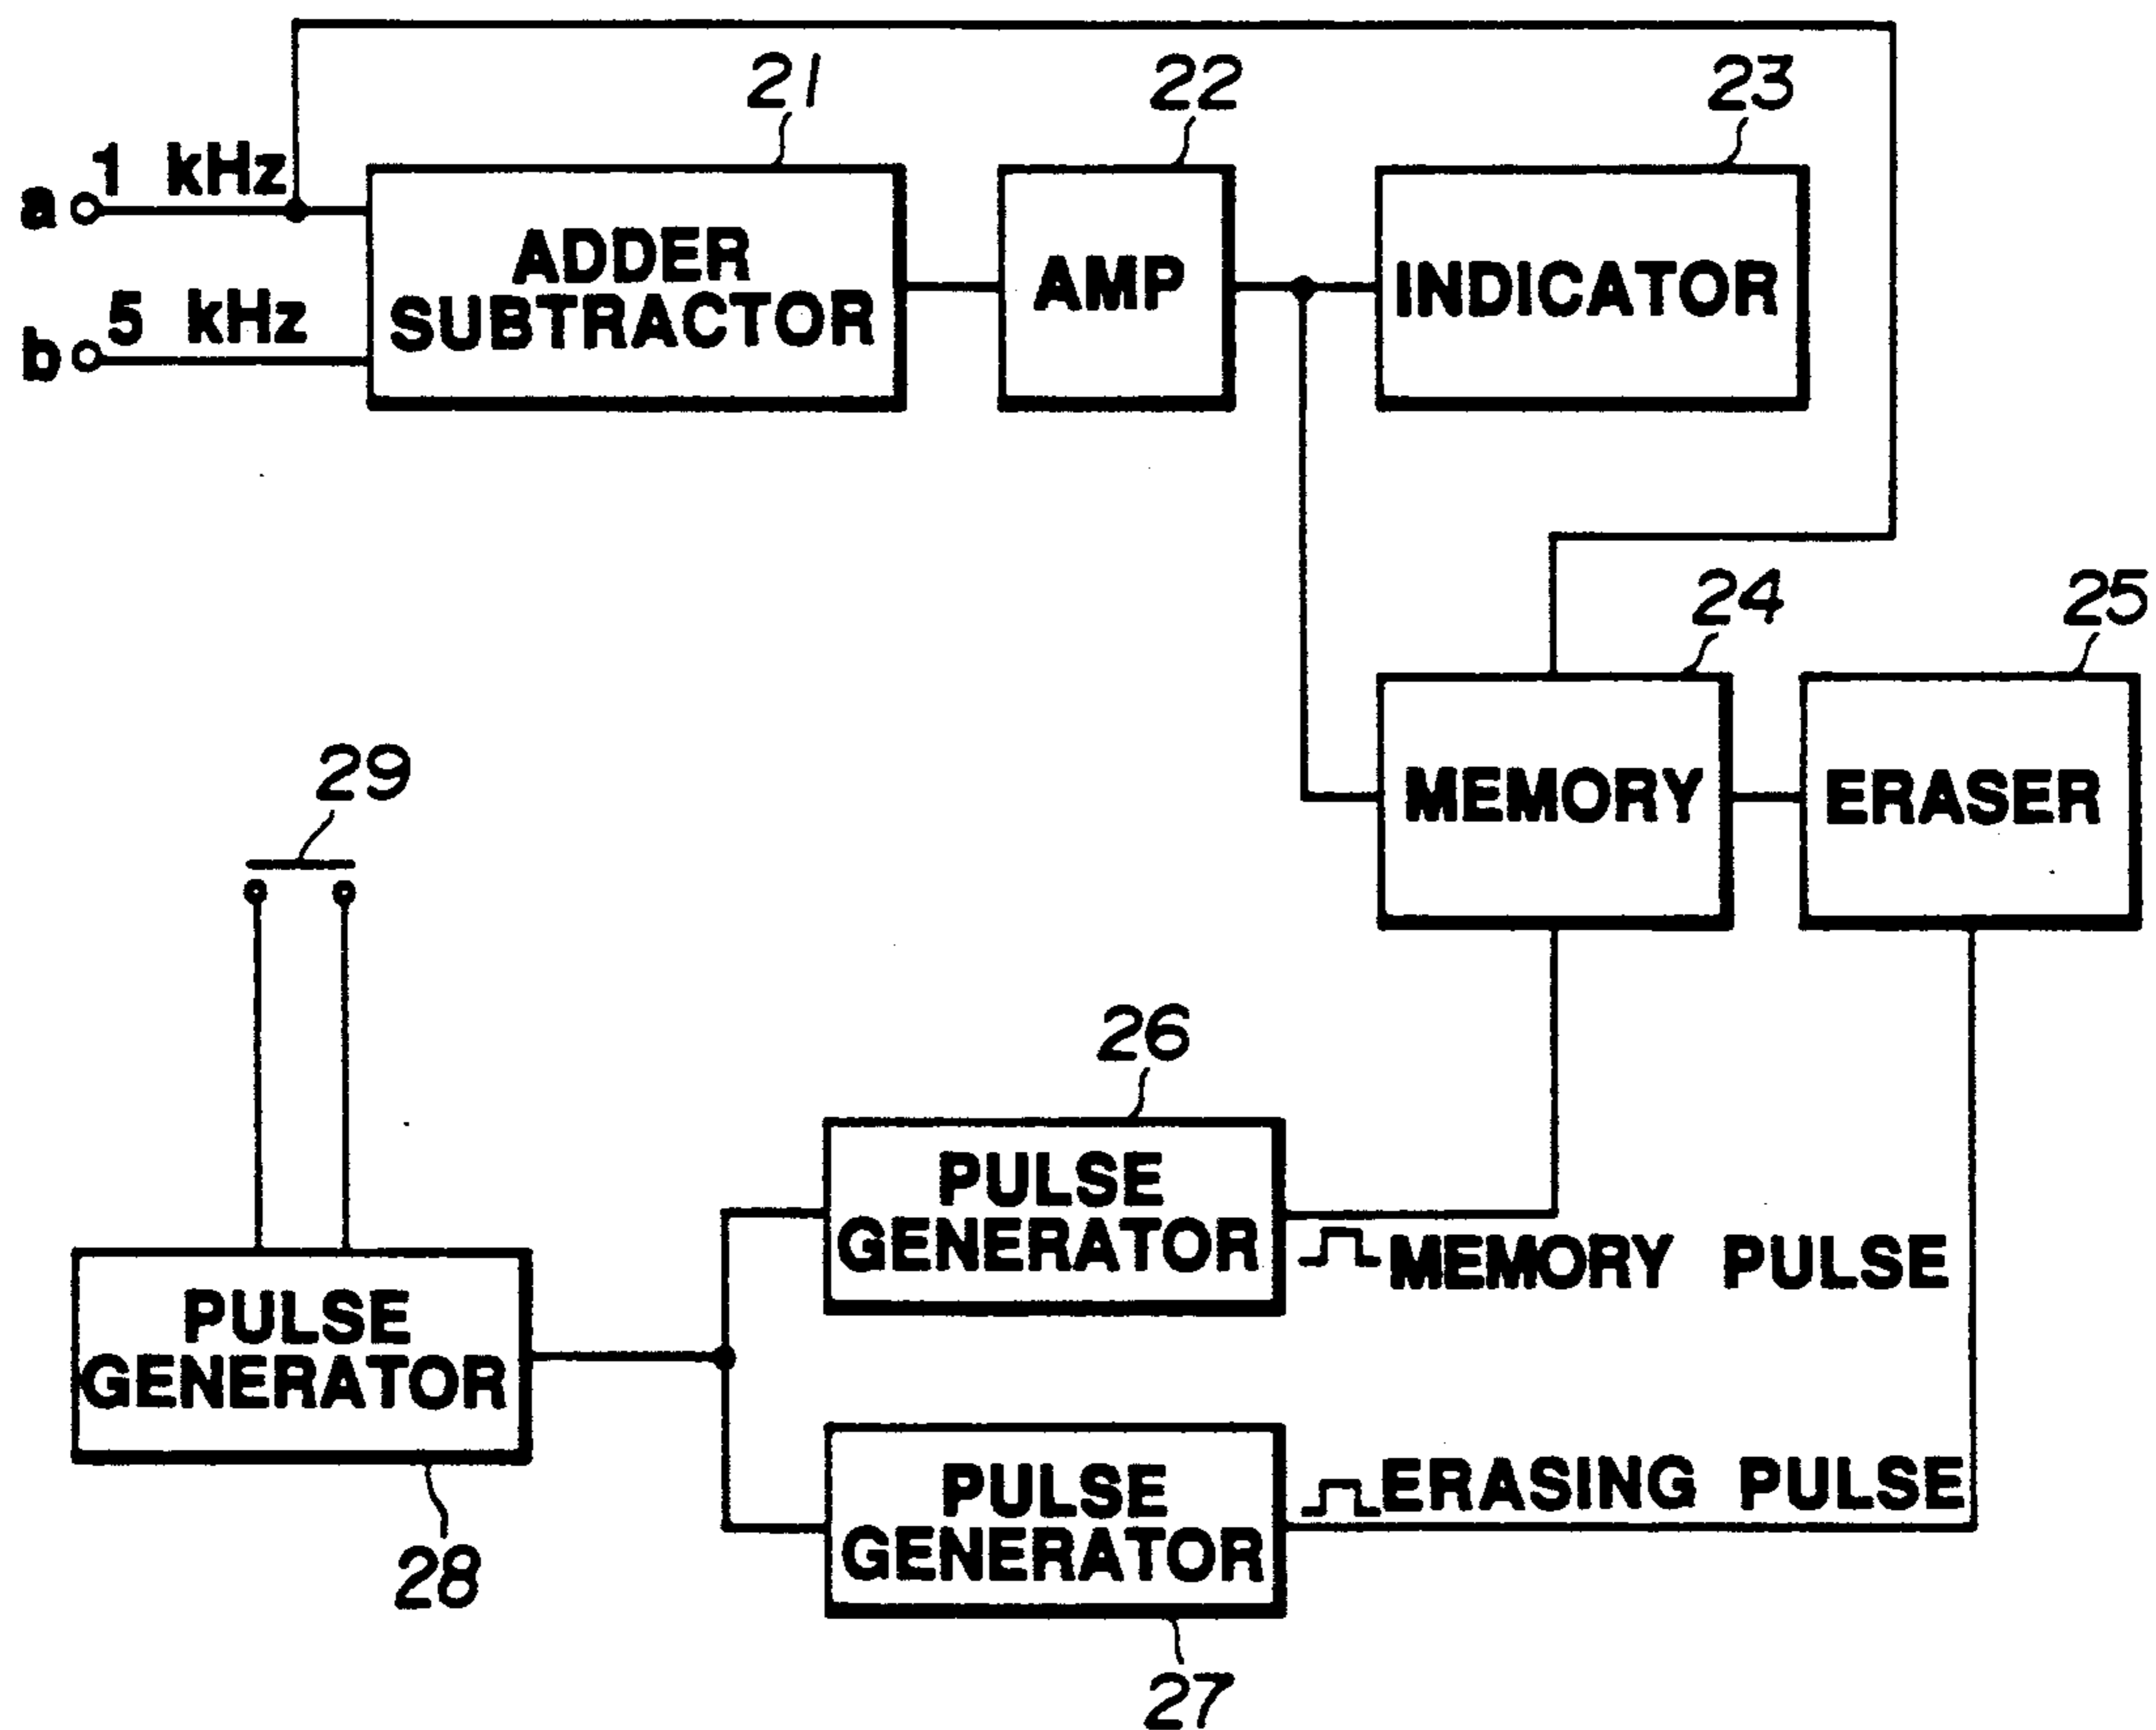 21
22
23
a 1 kHz
b 5 kHz
ADDER
SUBTRACTOR
AMP
INDICATOR
24
25
MEMORY
ERASER
29
26
PULSE
GENERATOR
MEMORY PULSE
PULSE
GENERATOR
28
PULSE
GENERATOR
ERASING PULSE
27